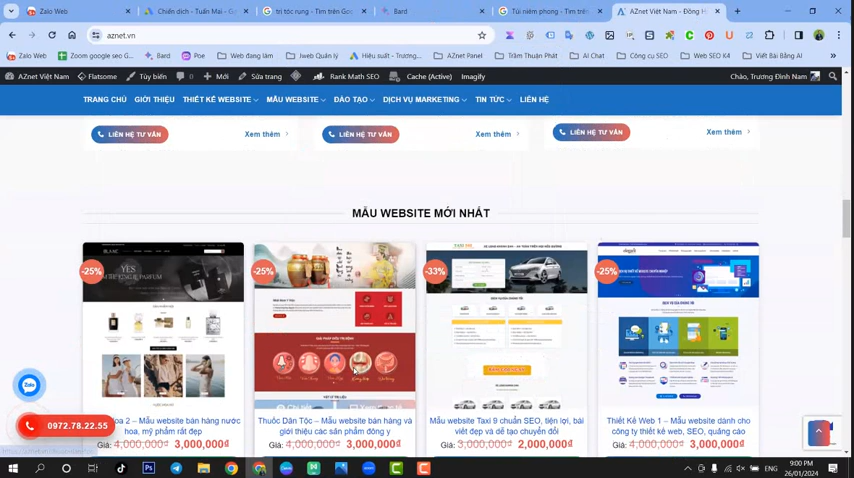 Zalo Web
Chiến dịch - Tuấn Mai -
trị tóc rụng - Tìm trên Goo
Bard
Túi niềm phong - Tìm trên
AZnet Việt Nam - Đồng H
aznet.vn
Zalo Web
Zoom google seo G...
Bard
Poe
Web đang làm
Jweb Quản lý
Hiệu suất - Trương...
AZnet Panel
Trầm Thuận Phát
AI Chat
Công cụ SEO
Web SEO K4
Viết Bài Bằng AI
AZnet Việt Nam
Flatsome
Tùy biến
0
Mới
Sửa trang
Rank Math SEO
Cache (Active)
Imagify
Chào, Trương Đình Nam
TRANG CHỦ
GIỚI THIỆU
THIẾT KẾ WEBSITE
MẪU WEBSITE
ĐÀO TẠO
DỊCH VỤ MARKETING
TIN TỨC
LIÊN HỆ
LIÊN HỆ TƯ VẤN
Xem thêm
LIÊN HỆ TƯ VẤN
Xem thêm
LIÊN HỆ TƯ VẤN
Xem thêm
MẪU WEBSITE MỚI NHẤT
-25%
-25%
-33%
-25%
Zalo
0972.78.22.55
hoa 2 – Mẫu website bán hàng nước
hoa, mỹ phẩm rất đẹp
Giá: 4,000,000₫ 3,000,000₫
Thuốc Dân Tộc – Mẫu website bán hàng và
giới thiệu các sản phẩm đông y
Giá: 4,000,000₫ 3,000,000₫
Mẫu website Taxi 9 chuẩn SEO, tiện lợi, bài
viết đẹp và dễ tạo chuyển đổi
Giá: 3,000,000₫ 2,000,000₫
Thiết Kế Web 1 – Mẫu website dành cho
công ty thiết kế web, SEO, quảng cáo
Giá: 4,000,000₫ 3,000,000₫
ENG
9:00 PM
26/01/2024